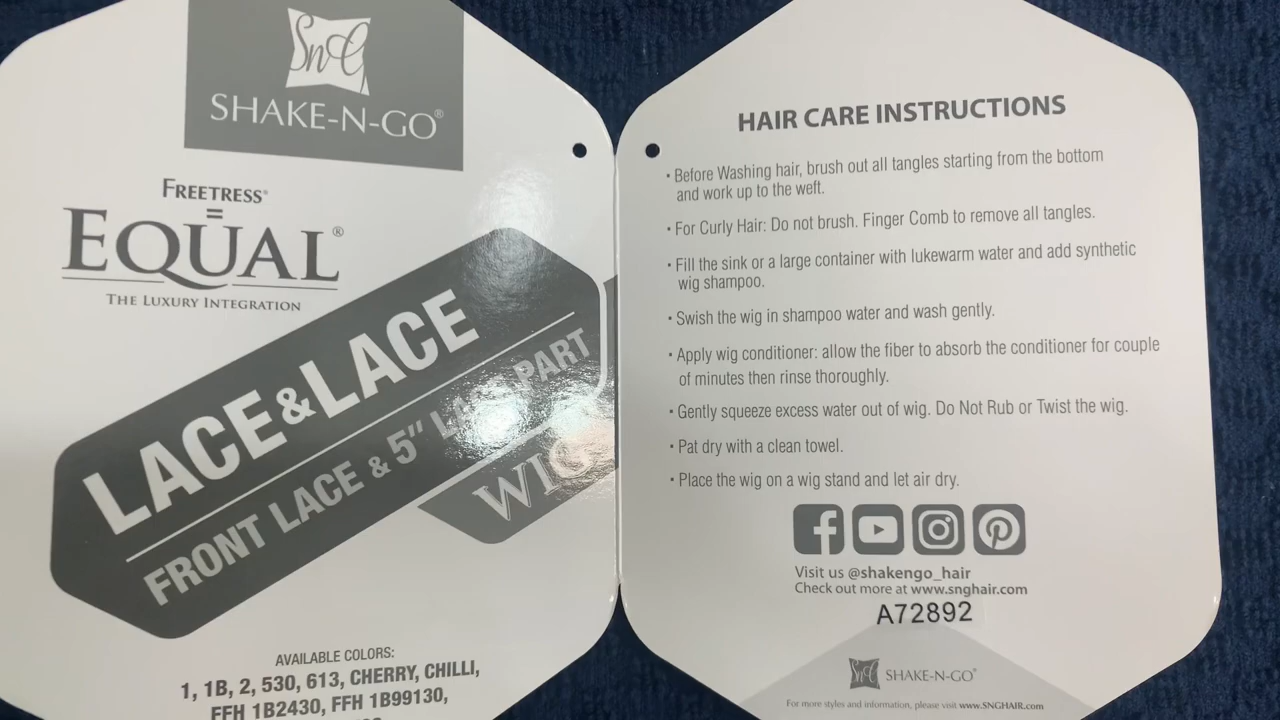 SnG
SHAKE-N-GO®
FREETRESS®
=
EQUAL®
THE LUXURY INTEGRATION
LACE&LACE
FRONT LACE & 5" LACE PART
WIG
AVAILABLE COLORS:
1, 1B, 2, 530, 613, CHERRY, CHILLI,
FFH 1B2430, FFH 1B99130,
HAIR CARE INSTRUCTIONS
• Before Washing hair, brush out all tangles starting from the bottom
and work up to the weft.
• For Curly Hair: Do not brush. Finger Comb to remove all tangles.
• Fill the sink or a large container with lukewarm water and add synthetic
wig shampoo.
• Swish the wig in shampoo water and wash gently.
• Apply wig conditioner: allow the fiber to absorb the conditioner for couple
of minutes then rinse thoroughly.
• Gently squeeze excess water out of wig. Do Not Rub or Twist the wig.
• Pat dry with a clean towel.
• Place the wig on a wig stand and let air dry.
Visit us @shakengo_hair
Check out more at www.snghair.com
A72892
SnG SHAKE-N-GO®
For more styles and information, please visit www.SNGHAIR.com